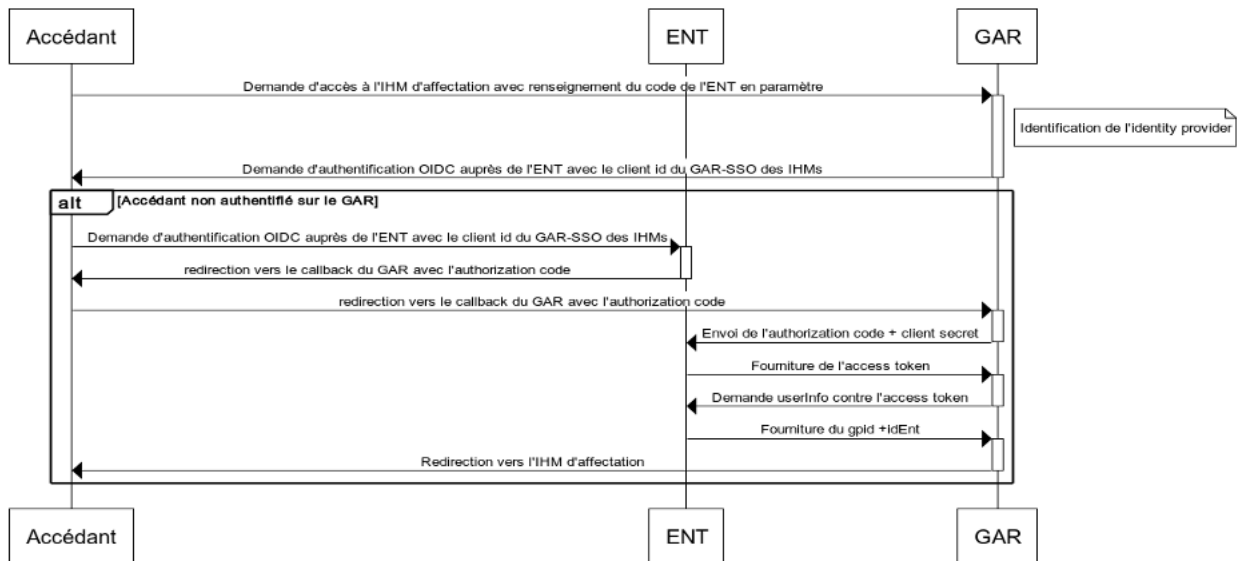 Accédant
ENT
GAR
Demande d'accès à l'IHM d'affectation avec renseignement du code de l'ENT en paramètre
Identification de l'identity provider
Demande d'authentification OIDC auprès de l'ENT avec le client id du GAR-SSO des IHMs
alt
[Accédant non authentifié sur le GAR]
Demande d'authentification OIDC auprès de l'ENT avec le client id du GAR-SSO des IHMs
redirection vers le callback du GAR avec l'authorization code
redirection vers le callback du GAR avec l'authorization code
Envoi de l'authorization code + client secret
Fourniture de l'access token
Demande userInfo contre l'access token
Fourniture du gpid +idEnt
Redirection vers l'IHM d'affectation
Accédant
ENT
GAR